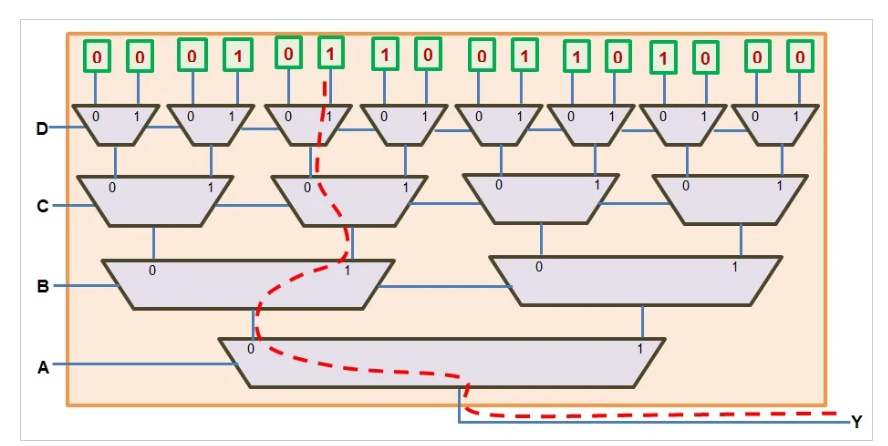 0 0 0 1 0 1 1 0 0 1 1 0 1 0 0 0
D 0 1 0 1 0 1 0 1 0 1 0 1 0 1 0 1
C 0 1 0 1 0 1 0 1
B 0 1 0 1
A 0 1
Y